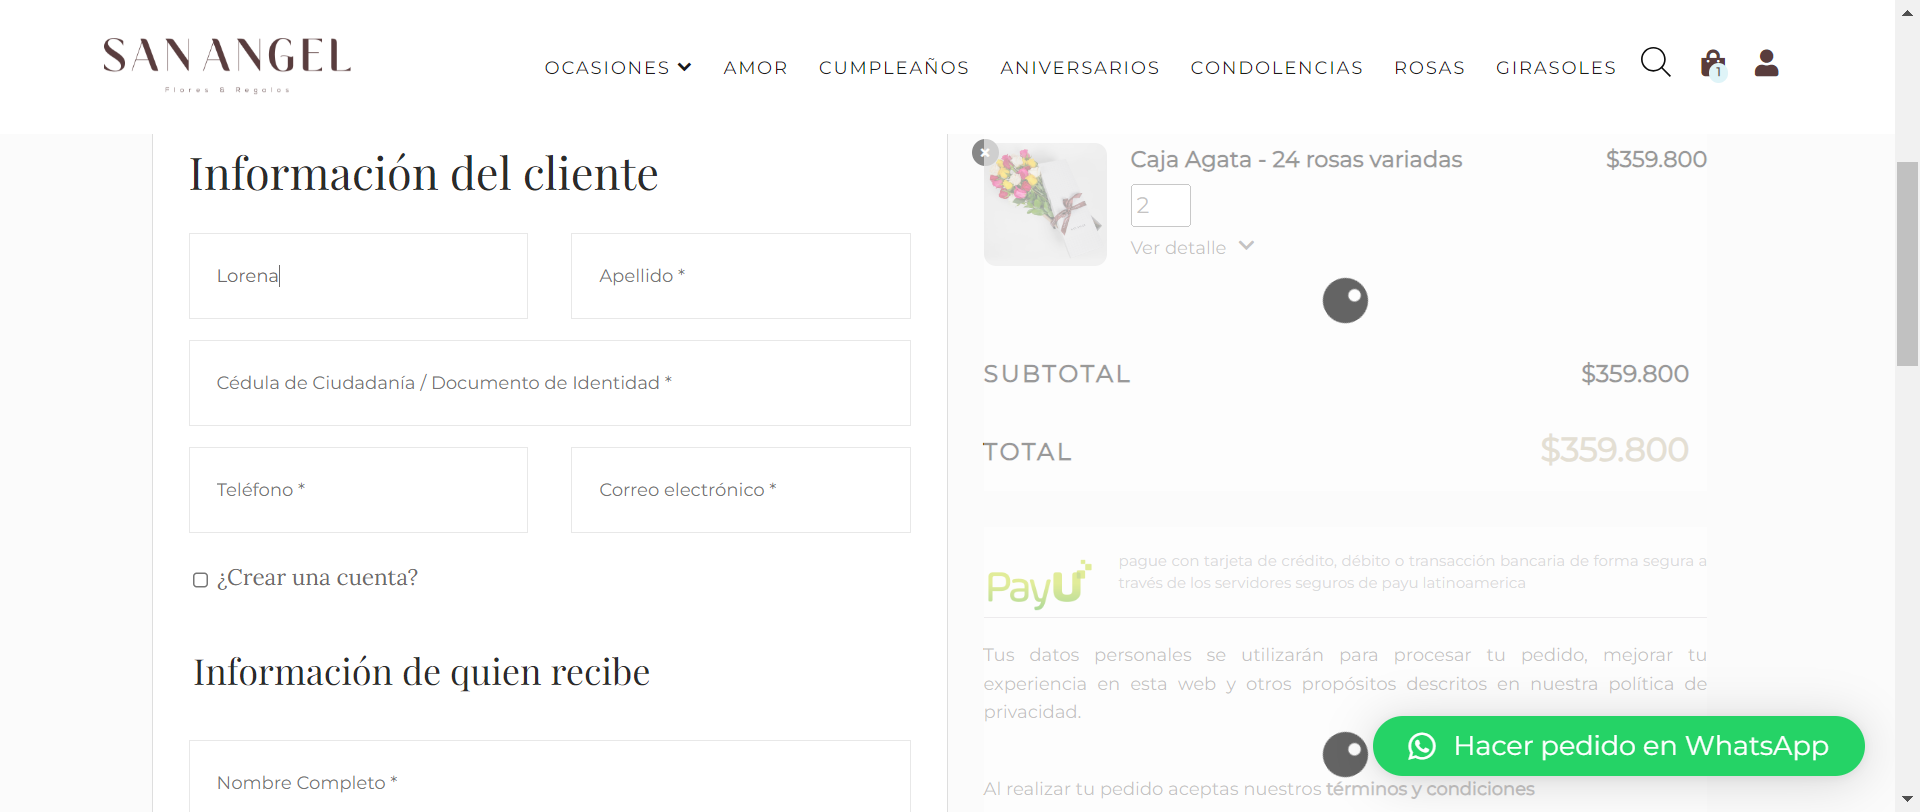 SAN ANGEL
Flores & Regalos
OCASIONES
AMOR
CUMPLEAÑOS
ANIVERSARIOS
CONDOLENCIAS
ROSAS
GIRASOLES
1
Información del cliente
Lorena
Apellido *
Cédula de Ciudadanía / Documento de Identidad *
Teléfono *
Correo electrónico *
¿Crear una cuenta?
Información de quien recibe
Nombre Completo *
Caja Agata - 24 rosas variadas
$359.800
2
Ver detalle
SUBTOTAL
$359.800
TOTAL
$359.800
PayU
pague con tarjeta de crédito, débito o transacción bancaria de forma segura a
través de los servidores seguros de payu latinoamerica
Tus datos personales se utilizarán para procesar tu pedido, mejorar tu
experiencia en esta web y otros propósitos descritos en nuestra política de
privacidad.
Hacer pedido en WhatsApp
Al realizar tu pedido aceptas nuestros términos y condiciones